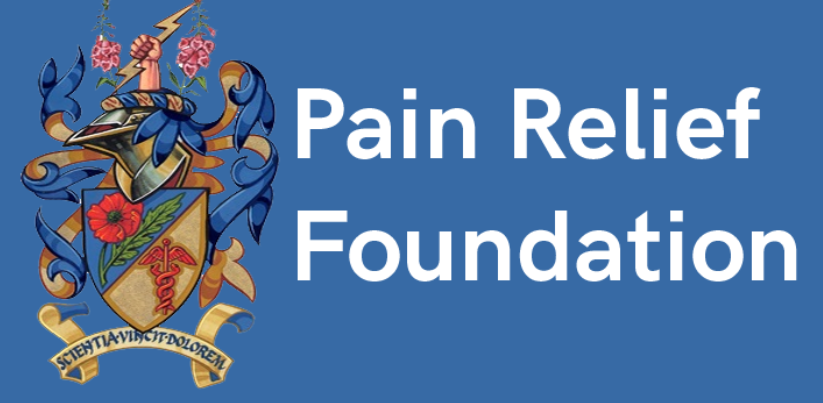 Pain Relief
Foundation
SCIENTIA·VINCIT·DOLOREM